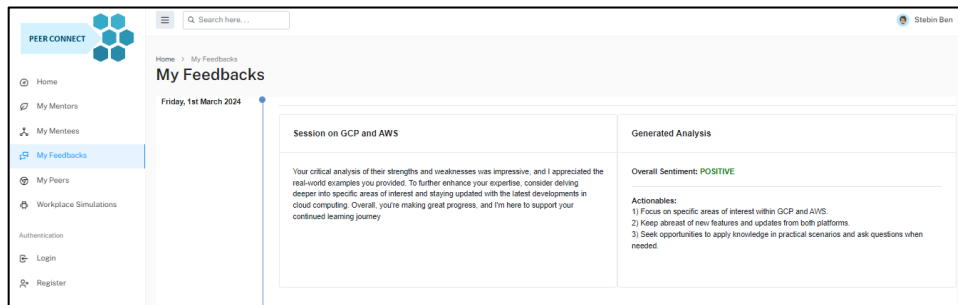 PEER CONNECT
Search here...
Stebin Ben
Home
My Mentors
My Mentees
My Feedbacks
My Peers
Workplace Simulations
Authentication
Login
Register
Home > My Feedbacks
My Feedbacks
Friday, 1st March 2024
Session on GCP and AWS
Your critical analysis of their strengths and weaknesses was impressive, and I appreciated the
real-world examples you provided. To further enhance your expertise, consider delving
deeper into specific areas of interest and staying updated with the latest developments in
cloud computing. Overall, you're making great progress, and I'm here to support your
continued learning journey
Generated Analysis
Overall Sentiment: POSITIVE
Actionables:
1) Focus on specific areas of interest within GCP and AWS.
2) Keep abreast of new features and updates from both platforms.
3) Seek opportunities to apply knowledge in practical scenarios and ask questions when
needed.